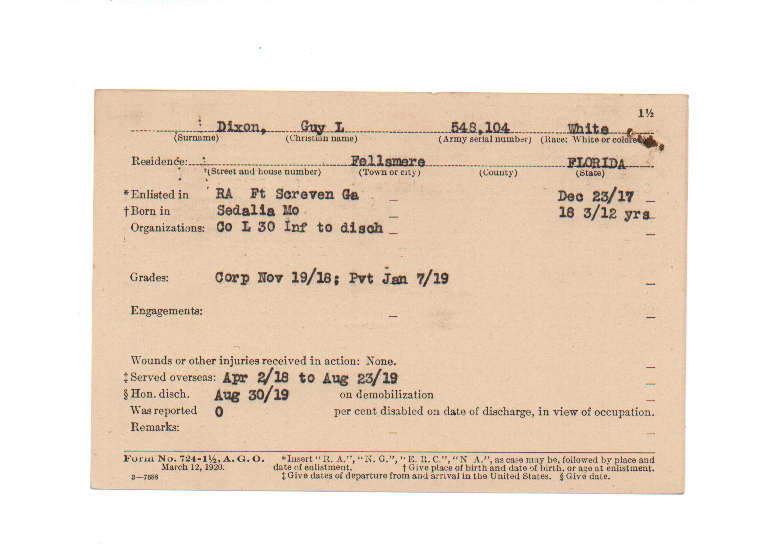 1½
Dixon, Guy L 548,104 White
(Surname) (Christian name) (Army serial number) (Race: White or colored)
Residence: Fellsmere FLORIDA
(Street and house number) (Town or city) (County) (State)
*Enlisted in RA Ft Screven Ga Dec 23/17
†Born in Sedalia Mo 18 3/12 yrs
Organizations: Co L 30 Inf to disch
Grades: Corp Nov 19/18; Pvt Jan 7/19
Engagements:
Wounds or other injuries received in action: None.
‡Served overseas: Apr 2/18 to Aug 23/19
§Hon. disch. Aug 30/19 on demobilization
Was reported 0 per cent disabled on date of discharge, in view of occupation.
Remarks:
Form No. 724-1½, A. G. O. *Insert "R. A.", "N. G.", "E. R. C.", "N A.", as case may be, followed by place and
March 12, 1920. date of enlistment. †Give place of birth and date of birth, or age at enlistment.
3—7688 ‡Give dates of departure from and arrival in the United States. §Give date.